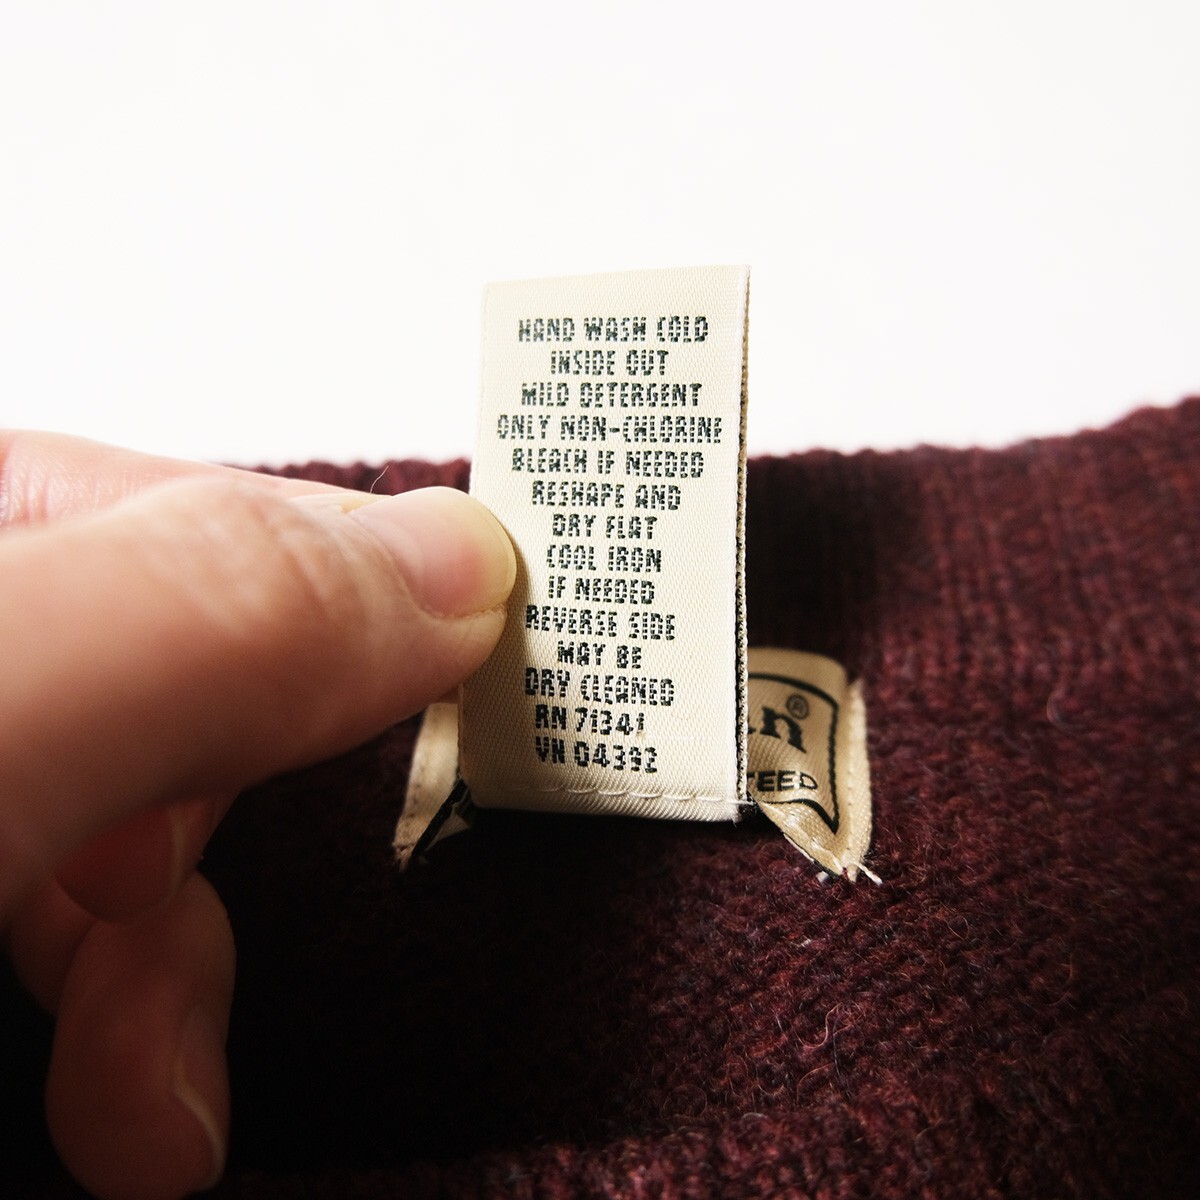 HAND WASH COLD
INSIDE OUT
MILD DETERGENT
ONLY NON-CHLORINE
BLEACH IF NEEDED
RESHAPE AND
DRY FLAT
COOL IRON
IF NEEDED
REVERSE SIDE
MAY BE
DRY CLEANED
RN 71341
VN 04392